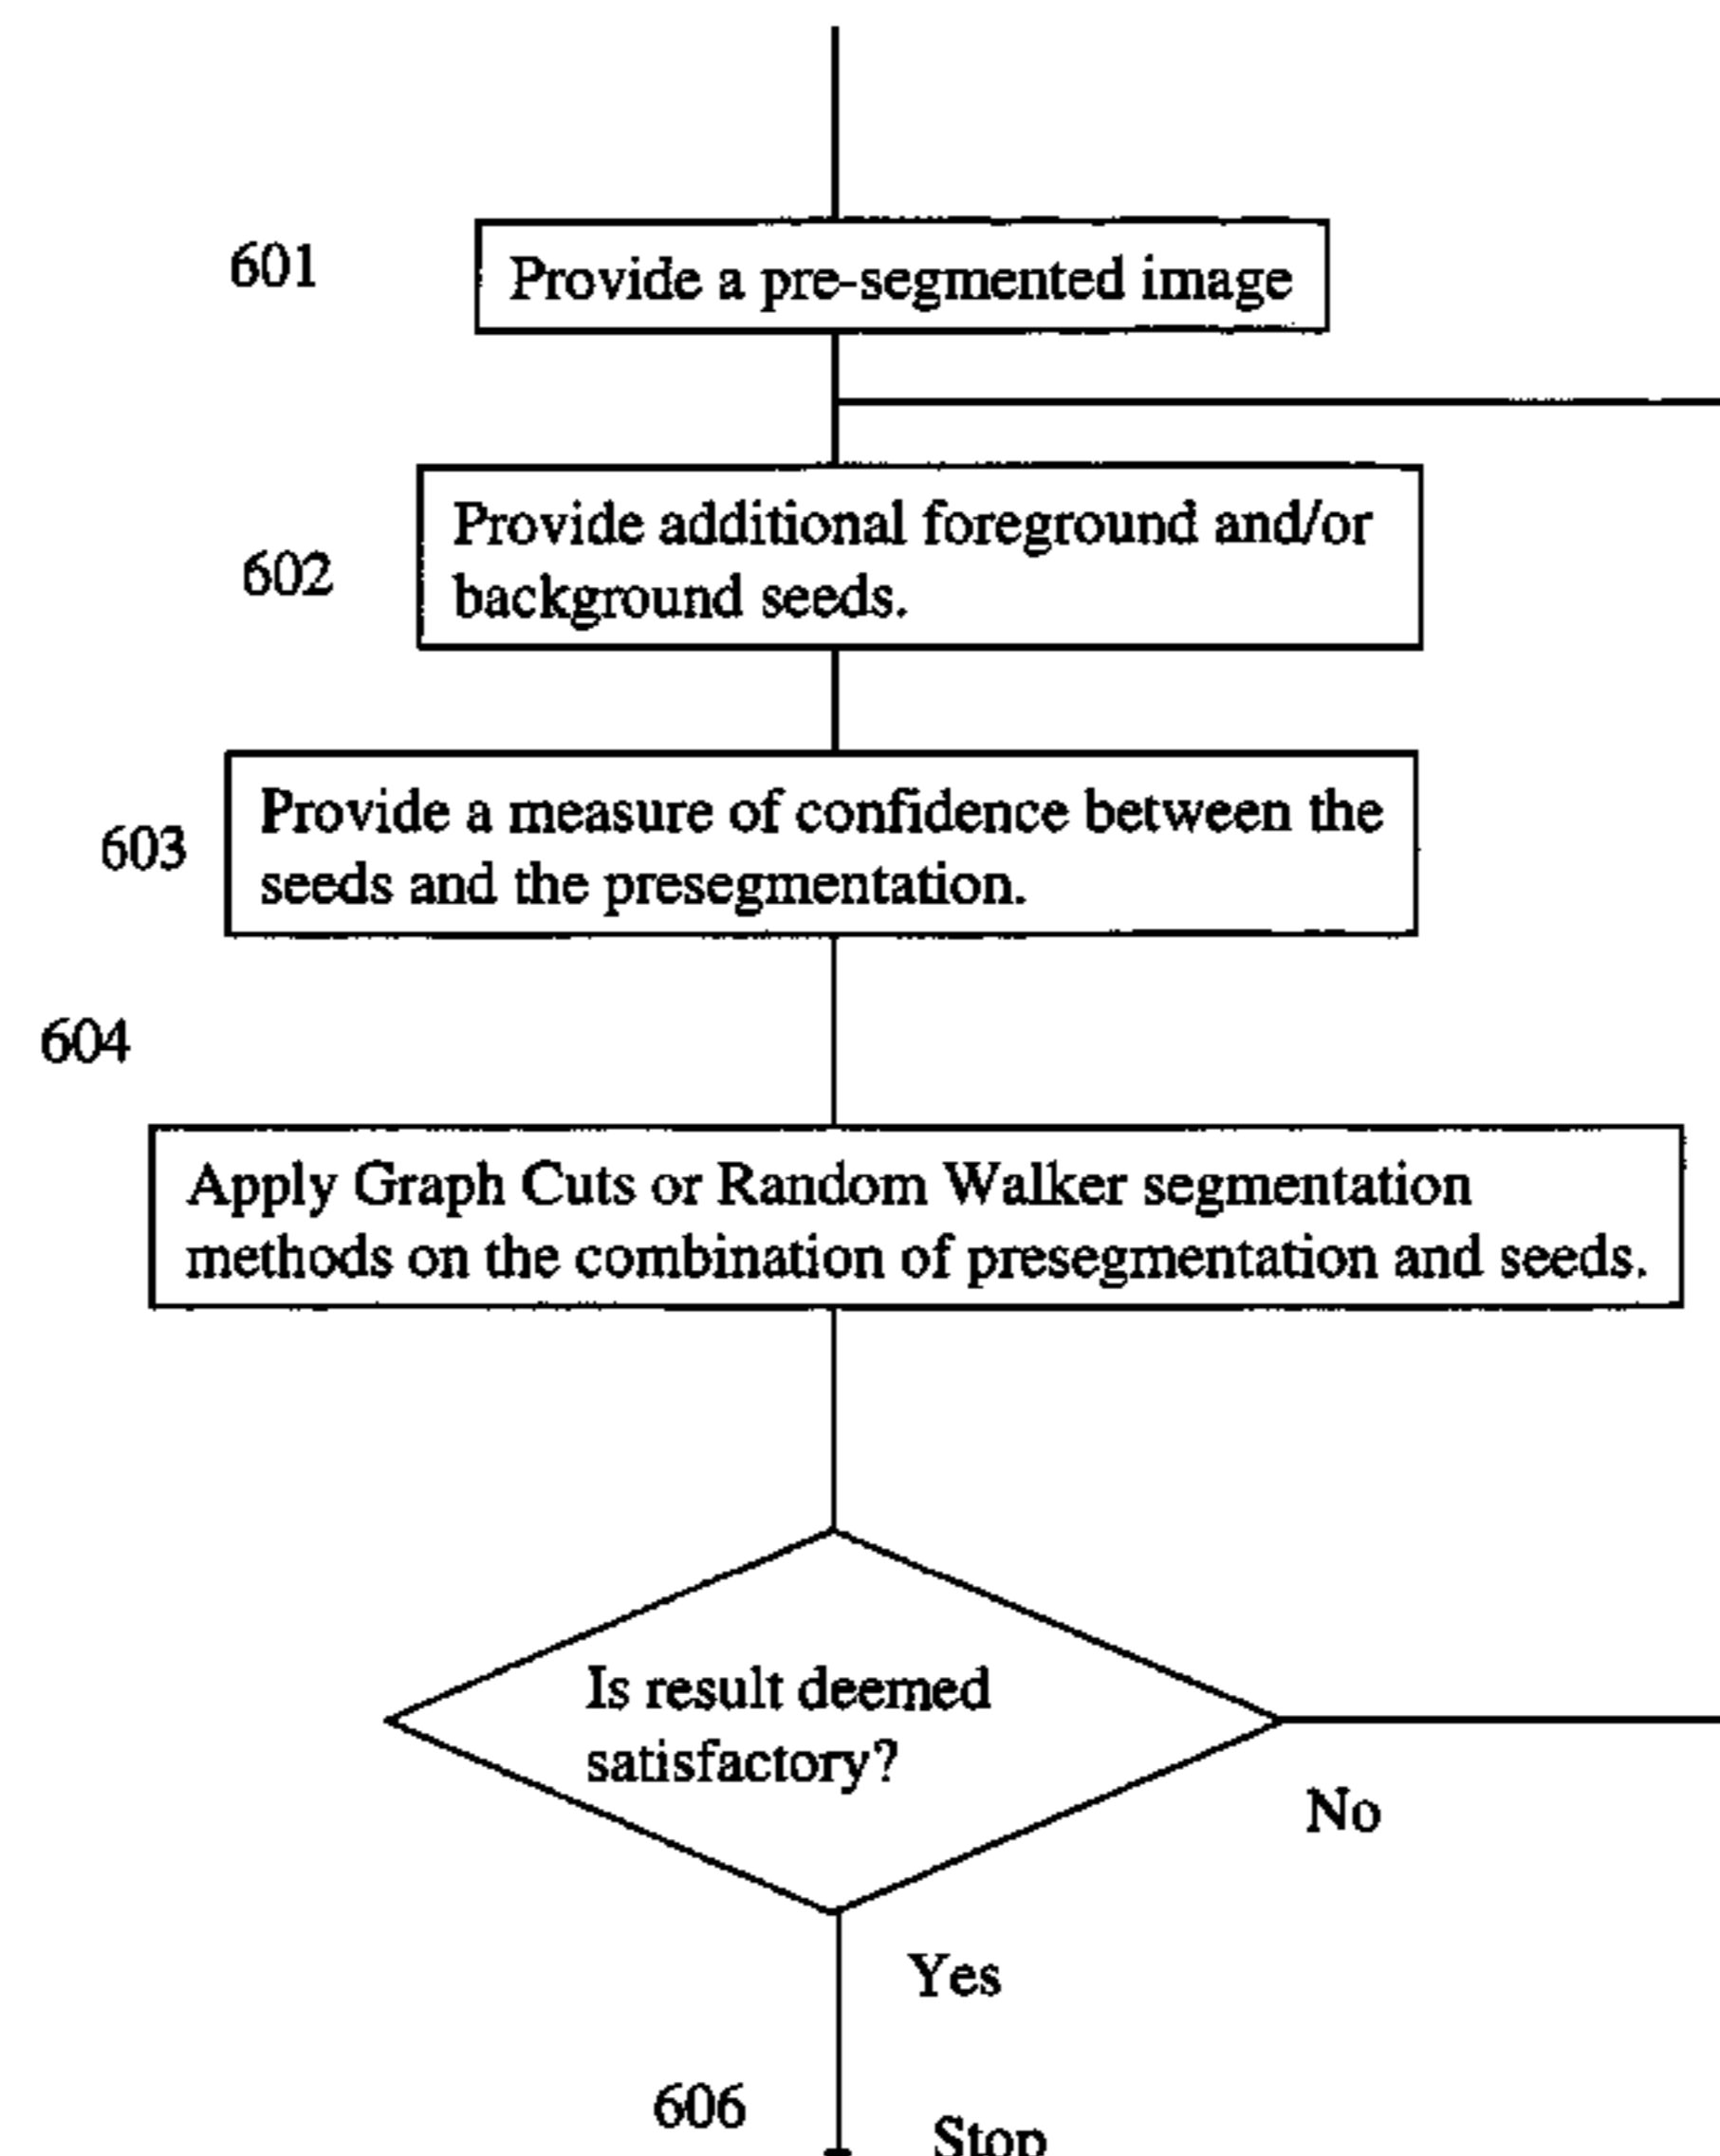 601
Provide a pre-segmented image
602
Provide additional foreground and/or
background seeds.
603
Provide a measure of confidence between the
seeds and the presegmentation.
604
Apply Graph Cuts or Random Walker segmentation
methods on the combination of presegmentation and seeds.
Is result deemed
satisfactory?
No
Yes
606
Stop